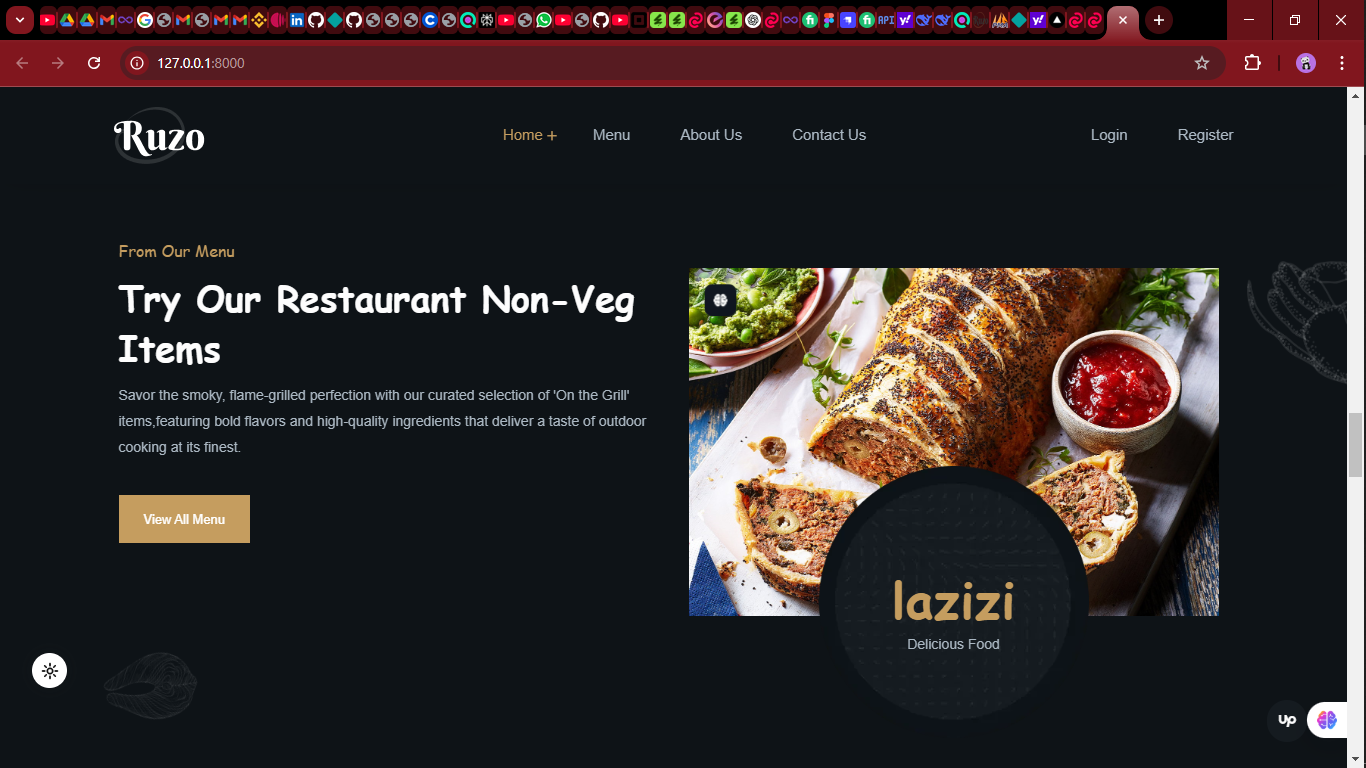 API
127.0.0.1:8000
Ruzo
Home +
Menu
About Us
Contact Us
Login
Register
From Our Menu
Try Our Restaurant Non-Veg
Items
Savor the smoky, flame-grilled perfection with our curated selection of 'On the Grill'
items,featuring bold flavors and high-quality ingredients that deliver a taste of outdoor
cooking at its finest.
View All Menu
lazizi
Delicious Food
Up